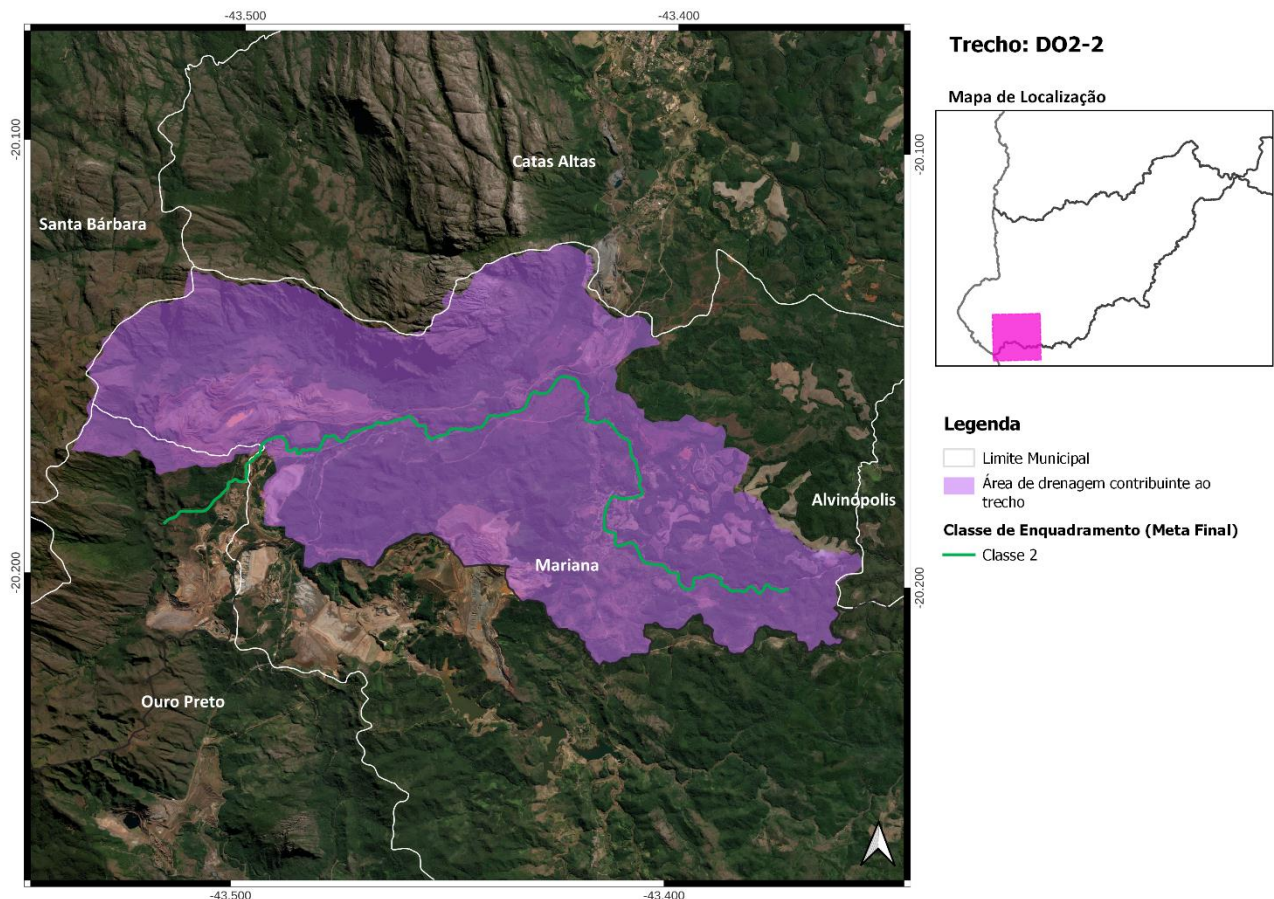 -43.500
-43.400
Trecho: DO2-2
Mapa de Localização
-20.100
-20.100
Catas Altas
Santa Bárbara
Legenda
Limite Municipal
Área de drenagem contribuinte ao
trecho
Alvinópolis
Classe de Enquadramento (Meta Final)
Classe 2
Mariana
-20.200
-20.200
Ouro Preto
-43.500
-43.400